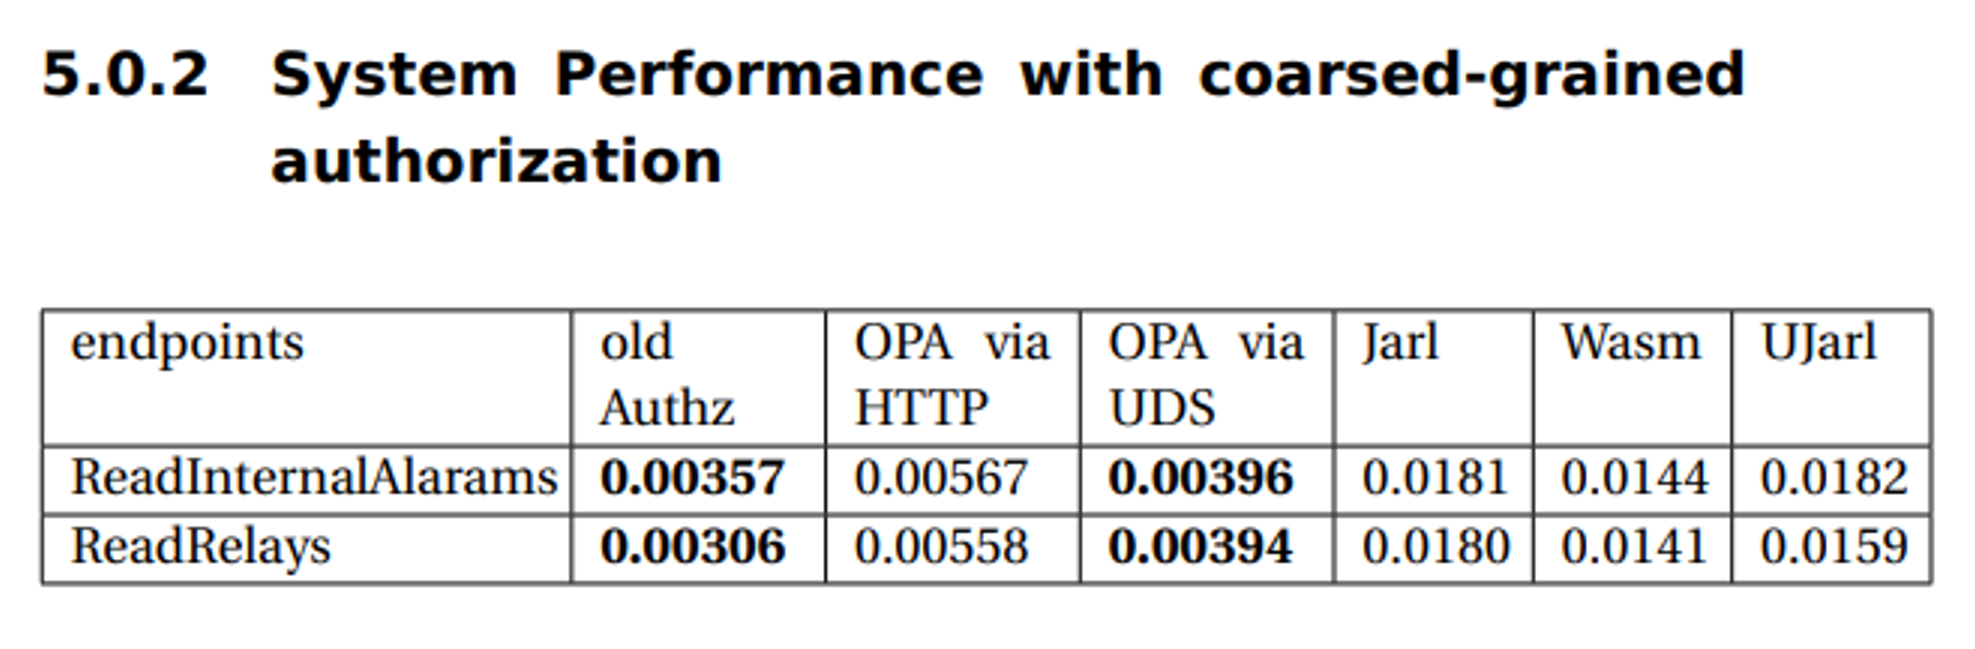 5.0.2 System Performance with coarsed-grained
authorization
endpoints old Authz OPA via HTTP OPA via UDS Jarl Wasm UJarl
ReadInternalAlarams 0.00357 0.00567 0.00396 0.0181 0.0144 0.0182
ReadRelays 0.00306 0.00558 0.00394 0.0180 0.0141 0.0159